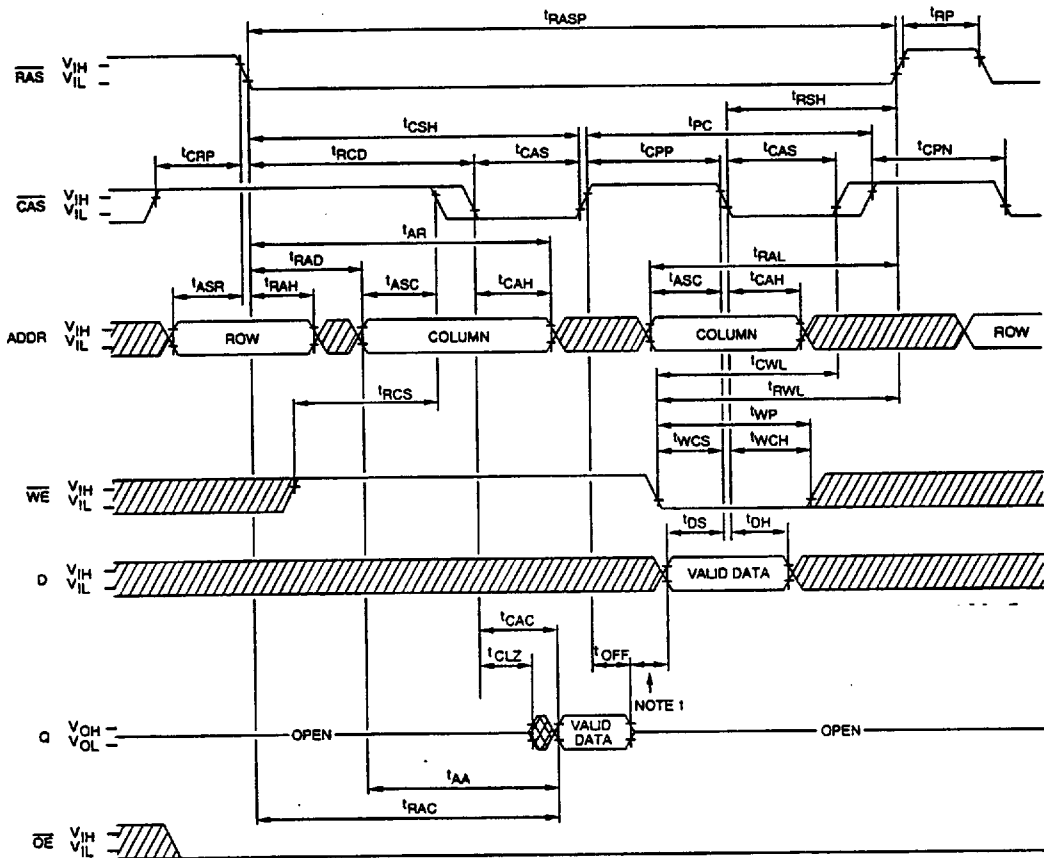 tRASP
tRP
RAS
VIH
VIL
tRSH
tCSH
tPC
tCRP
tRCD
tCAS
tCPP
tCAS
tCPN
CAS
VIH
VIL
tAR
tRAD
tRAL
tASR
tRAH
tASC
tCAH
tASC
tCAH
ADDR
VIH
VIL
ROW
COLUMN
COLUMN
ROW
tCWL
tRCS
tRWL
tWP
tWCS
tWCH
WE
VIH
VIL
tDS
tDH
D
VIH
VIL
VALID DATA
tCAC
tCLZ
tOFF
NOTE 1
Q
VOH
VOL
OPEN
VALID
DATA
OPEN
tAA
tRAC
OE
VIH
VIL